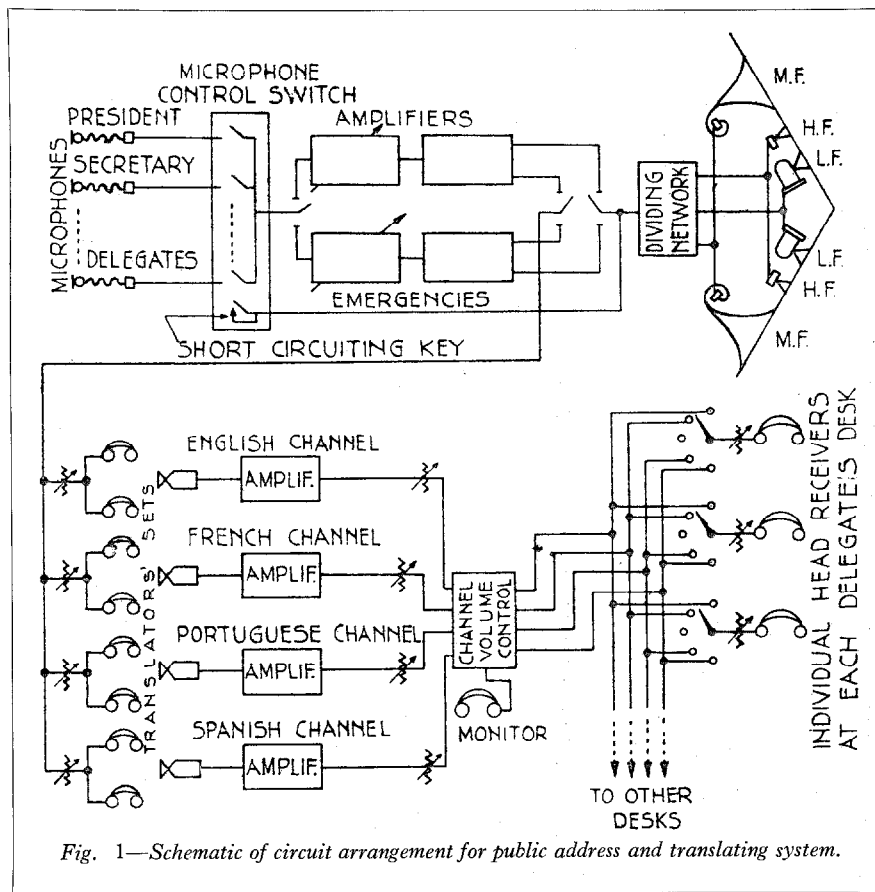 MICROPHONE
CONTROL SWITCH
MICROPHONES
PRESIDENT
SECRETARY
DELEGATES
AMPLIFIERS
EMERGENCIES
SHORT CIRCUITING KEY
DIVIDING
NETWORK
M.F.
H.F.
L.F.
L.F.
H.F.
M.F.
TRANSLATORS' SETS
ENGLISH CHANNEL
AMPLIF.
FRENCH CHANNEL
AMPLIF.
PORTUGUESE CHANNEL
AMPLIF.
SPANISH CHANNEL
AMPLIF.
CHANNEL
VOLUME
CONTROL
MONITOR
INDIVIDUAL HEAD RECEIVERS
AT EACH DELEGATE'S DESK
TO OTHER
DESKS
Fig. 1—Schematic of circuit arrangement for public address and translating system.